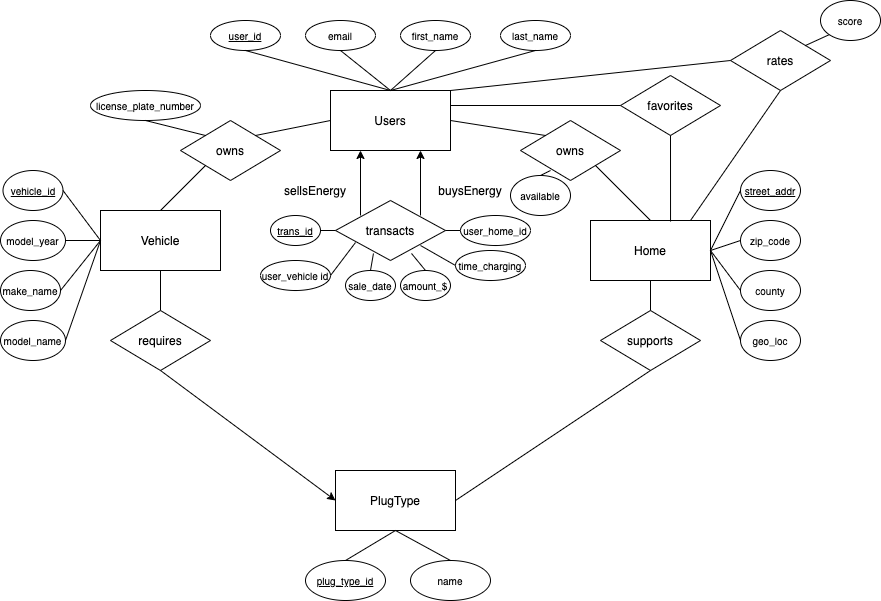 score
user_id
email
first_name
last_name
rates
license_plate_number
Users
favorites
owns
owns
vehicle_id
sellsEnergy
buysEnergy
available
street_addr
model_year
Vehicle
trans_id
transacts
user_home_id
Home
zip_code
user_vehicle id
sale_date
amount_$
time_charging
make_name
county
model_name
requires
supports
geo_loc
PlugType
plug_type_id
name